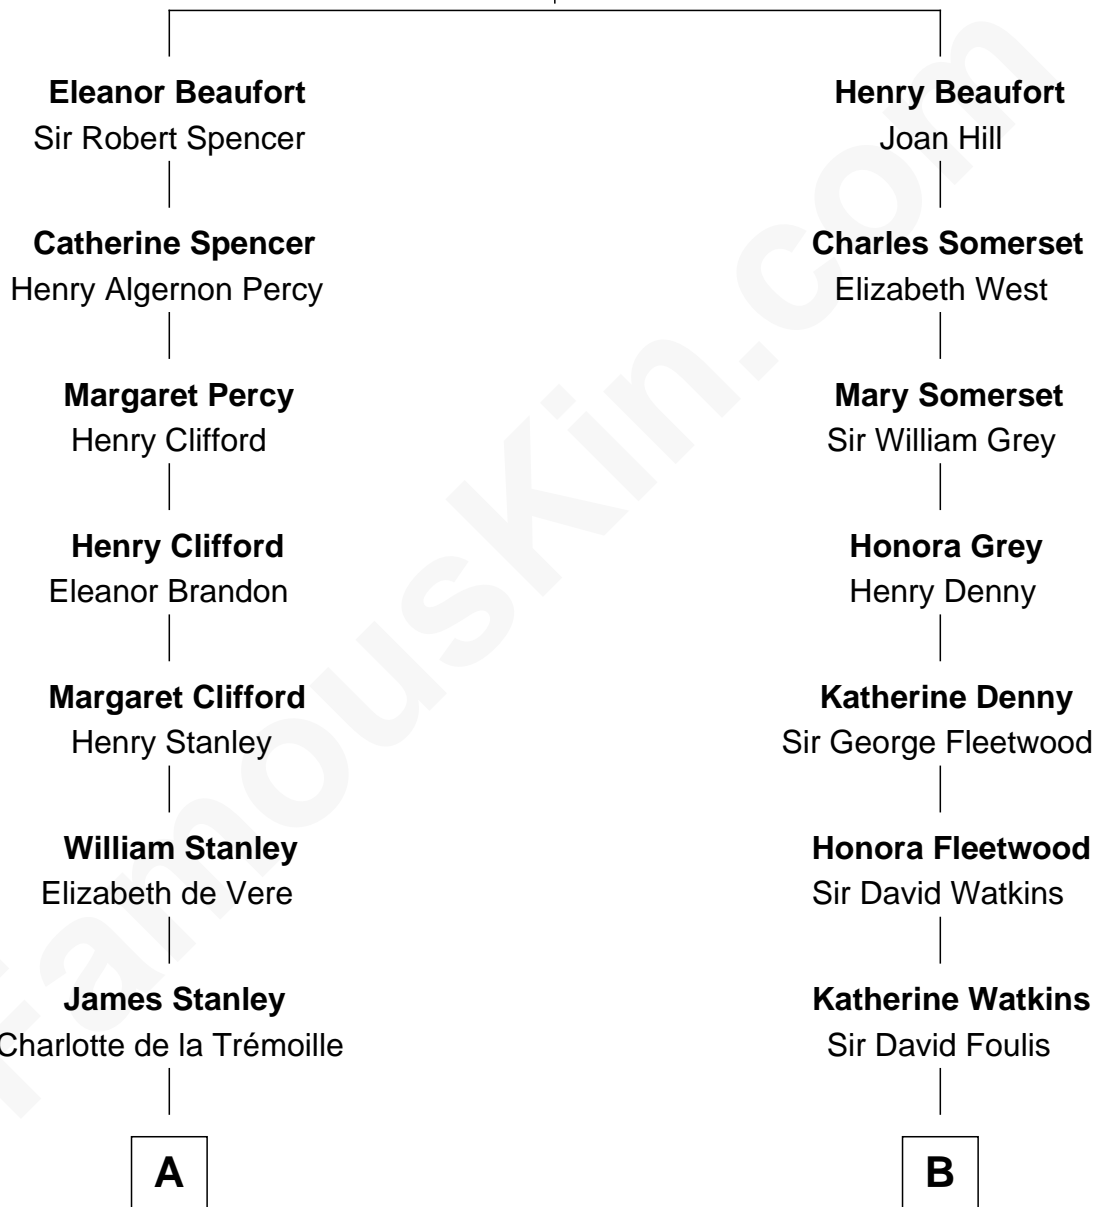 Eleanor Beaufort
Sir Robert Spencer
Catherine Spencer
Henry Algernon Percy
Margaret Percy
Henry Clifford
Henry Clifford
Eleanor Brandon
Margaret Clifford
Henry Stanley
William Stanley
Elizabeth de Vere
James Stanley
Charlotte de la Trémoille
A
Henry Beaufort
Joan Hill
Charles Somerset
Elizabeth West
Mary Somerset
Sir William Grey
Honora Grey
Henry Denny
Katherine Denny
Sir George Fleetwood
Honora Fleetwood
Sir David Watkins
Katherine Watkins
Sir David Foulis
B
FamousKin.com